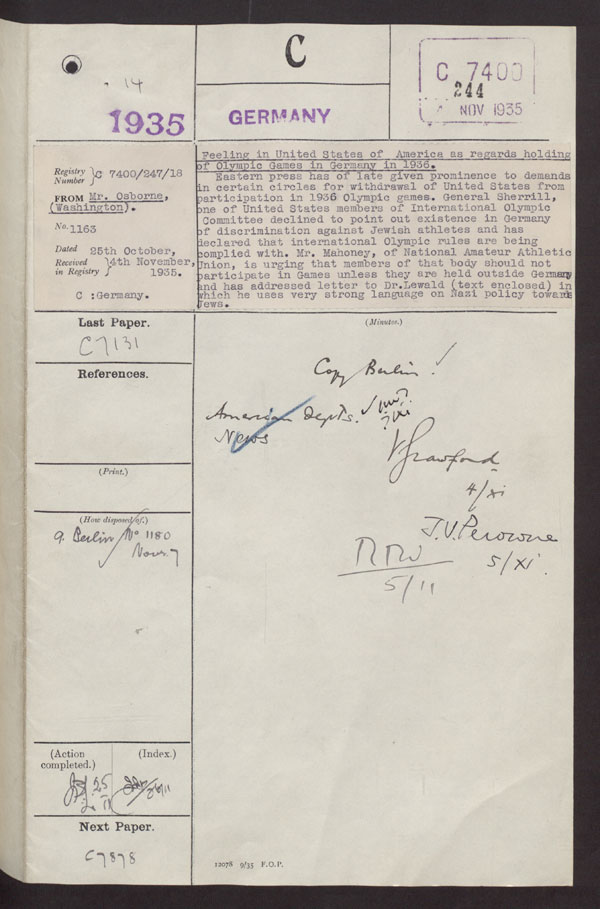 14
C
C 7400
244
NOV 1935
1935
GERMANY
Registry Number } C 7400/247/18
FROM Mr. Osborne,
(Washington).
No. 1163
Dated 25th October,
Received in Registry } 4th November,
1935.
C :Germany.
Feeling in United States of America as regards holding
of Olympic Games in Germany in 1936.
Eastern press has of late given prominence to demands
in certain circles for withdrawal of United States from
participation in 1936 Olympic games. General Sherrill,
one of United States members of International Olympic
Committee declined to point out existence in Germany
of discrimination against Jewish athletes and has
declared that international Olympic rules are being
complied with. Mr. Mahoney, of National Amateur Athletic
Union, is urging that members of that body should not
participate in Games unless they are held outside Germany
and has addressed letter to Dr.Lewald (text enclosed) in
which he uses very strong language on Nazi policy towards
Jews.
Last Paper.
C7131
References.
(Print.)
(How disposed of.)
Berlin No 1180
Novr. 7
(Action completed.)
(Index.)
Next Paper.
C7878
(Minutes.)
Copy Berlin.
American Depts.
News
4/xi
J.V. Perowne
5/xi.
5/11
12078 9/35 F.O.P.